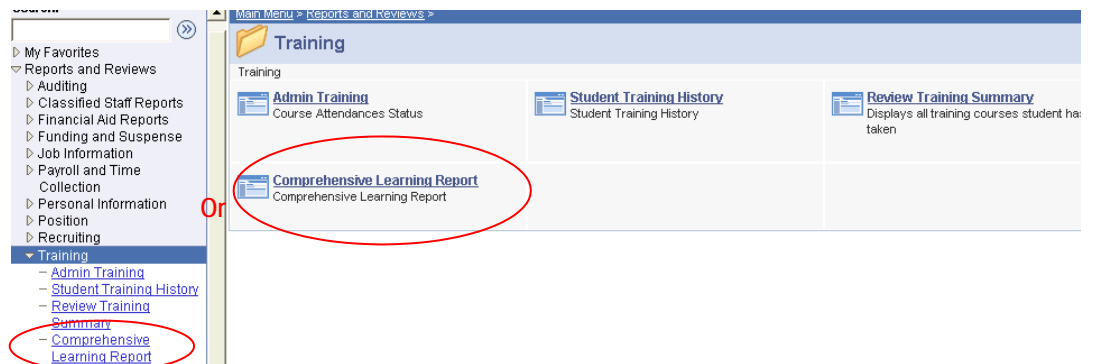 Search:
My Favorites
Reports and Reviews
Auditing
Classified Staff Reports
Financial Aid Reports
Funding and Suspense
Job Information
Payroll and Time
Collection
Personal Information
Position
Recruiting
Training
Admin Training
Student Training History
Review Training
Summary
Comprehensive
Learning Report
Or
Main Menu > Reports and Reviews >
Training
Training
Admin Training
Course Attendances Status
Student Training History
Student Training History
Review Training Summary
Displays all training courses student has
taken
Comprehensive Learning Report
Comprehensive Learning Report